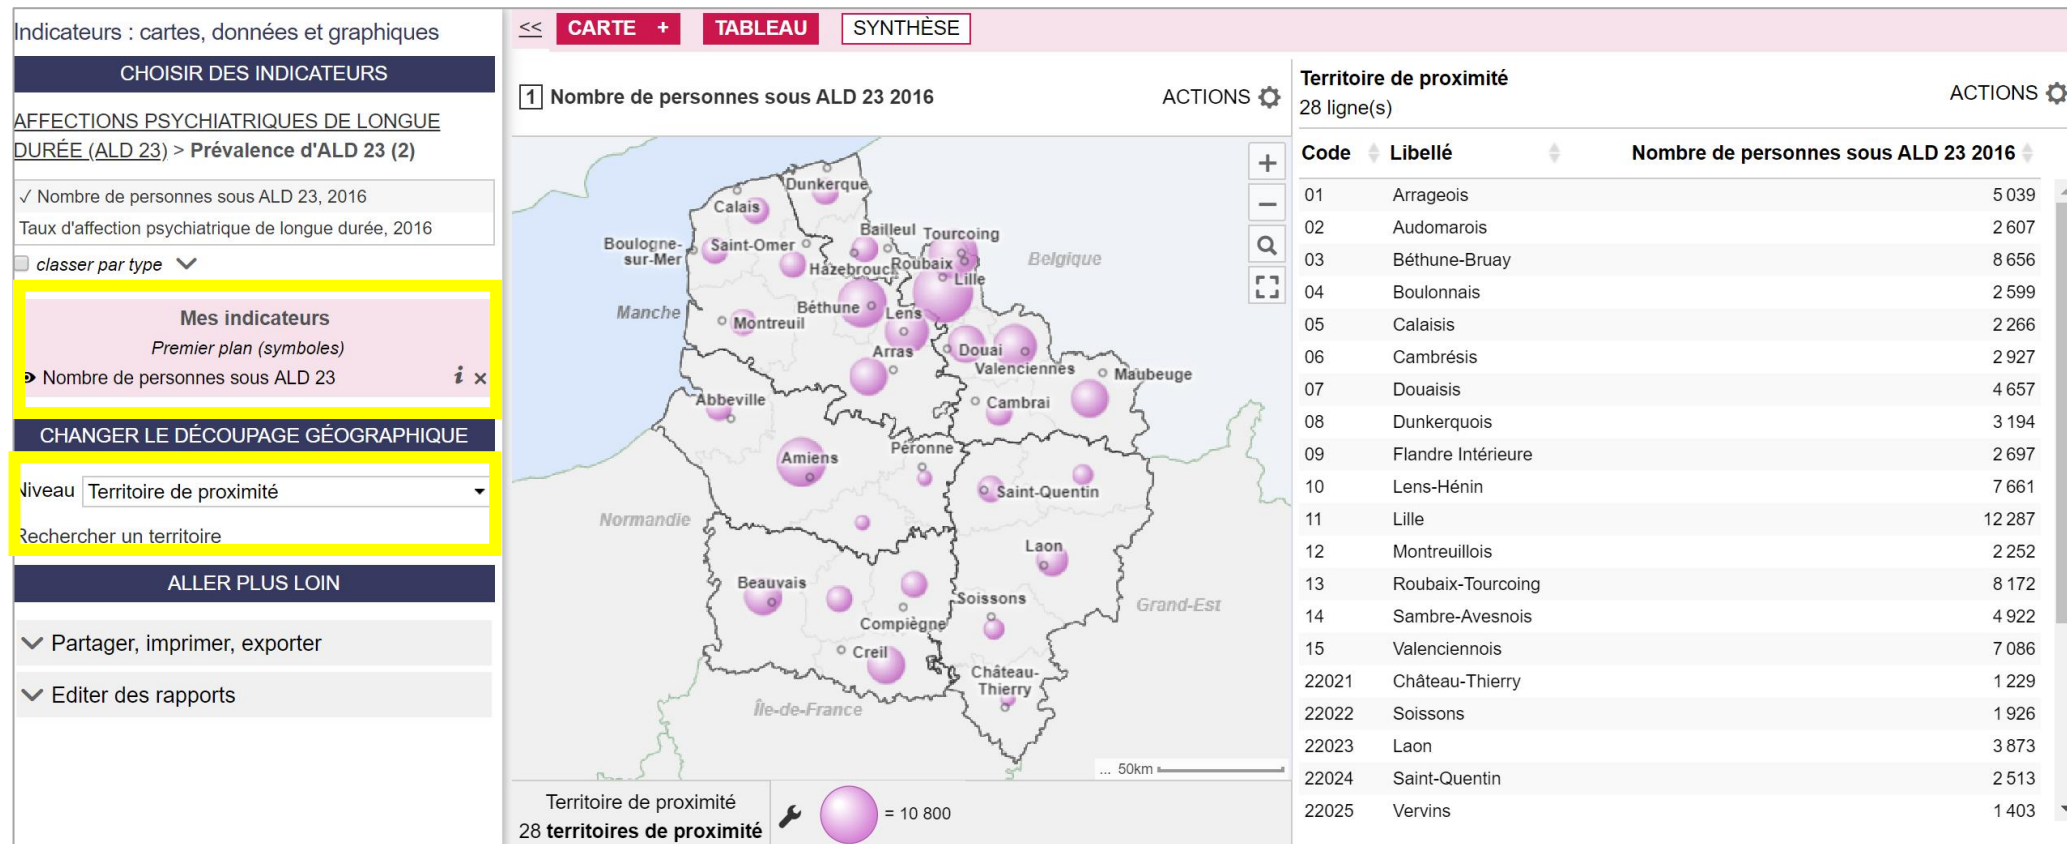 Indicateurs : cartes, données et graphiques
CHOISIR DES INDICATEURS
AFFECTIONS PSYCHIATRIQUES DE LONGUE
DURÉE (ALD 23) > Prévalence d'ALD 23 (2)
✓ Nombre de personnes sous ALD 23, 2016
Taux d'affection psychiatrique de longue durée, 2016
classer par type
Mes indicateurs
Premier plan (symboles)
Nombre de personnes sous ALD 23 i ×
CHANGER LE DÉCOUPAGE GÉOGRAPHIQUE
Niveau Territoire de proximité
Rechercher un territoire
ALLER PLUS LOIN
Partager, imprimer, exporter
Editer des rapports
<< CARTE + TABLEAU SYNTHÈSE
1 Nombre de personnes sous ALD 23 2016 ACTIONS
Dunkerque
Calais
Bailleul
Tourcoing
Boulogne-
sur-Mer
Saint-Omer
Hazebrouck
Roubaix
Lille
Belgique
Manche
Béthune
Lens
Montreuil
Arras
Douai
Valenciennes
Maubeuge
Abbeville
Cambrai
Amiens
Péronne
Saint-Quentin
Normandie
Laon
Beauvais
Soissons
Grand-Est
Compiègne
Creil
Château-
Thierry
Île-de-France
... 50km
Territoire de proximité
28 territoires de proximité
= 10 800
+
−
Territoire de proximité
28 ligne(s)
ACTIONS
Code Libellé Nombre de personnes sous ALD 23 2016
01 Arrageois 5 039
02 Audomarois 2 607
03 Béthune-Bruay 8 656
04 Boulonnais 2 599
05 Calaisis 2 266
06 Cambrésis 2 927
07 Douaisis 4 657
08 Dunkerquois 3 194
09 Flandre Intérieure 2 697
10 Lens-Hénin 7 661
11 Lille 12 287
12 Montreuillois 2 252
13 Roubaix-Tourcoing 8 172
14 Sambre-Avesnois 4 922
15 Valenciennois 7 086
22021 Château-Thierry 1 229
22022 Soissons 1 926
22023 Laon 3 873
22024 Saint-Quentin 2 513
22025 Vervins 1 403